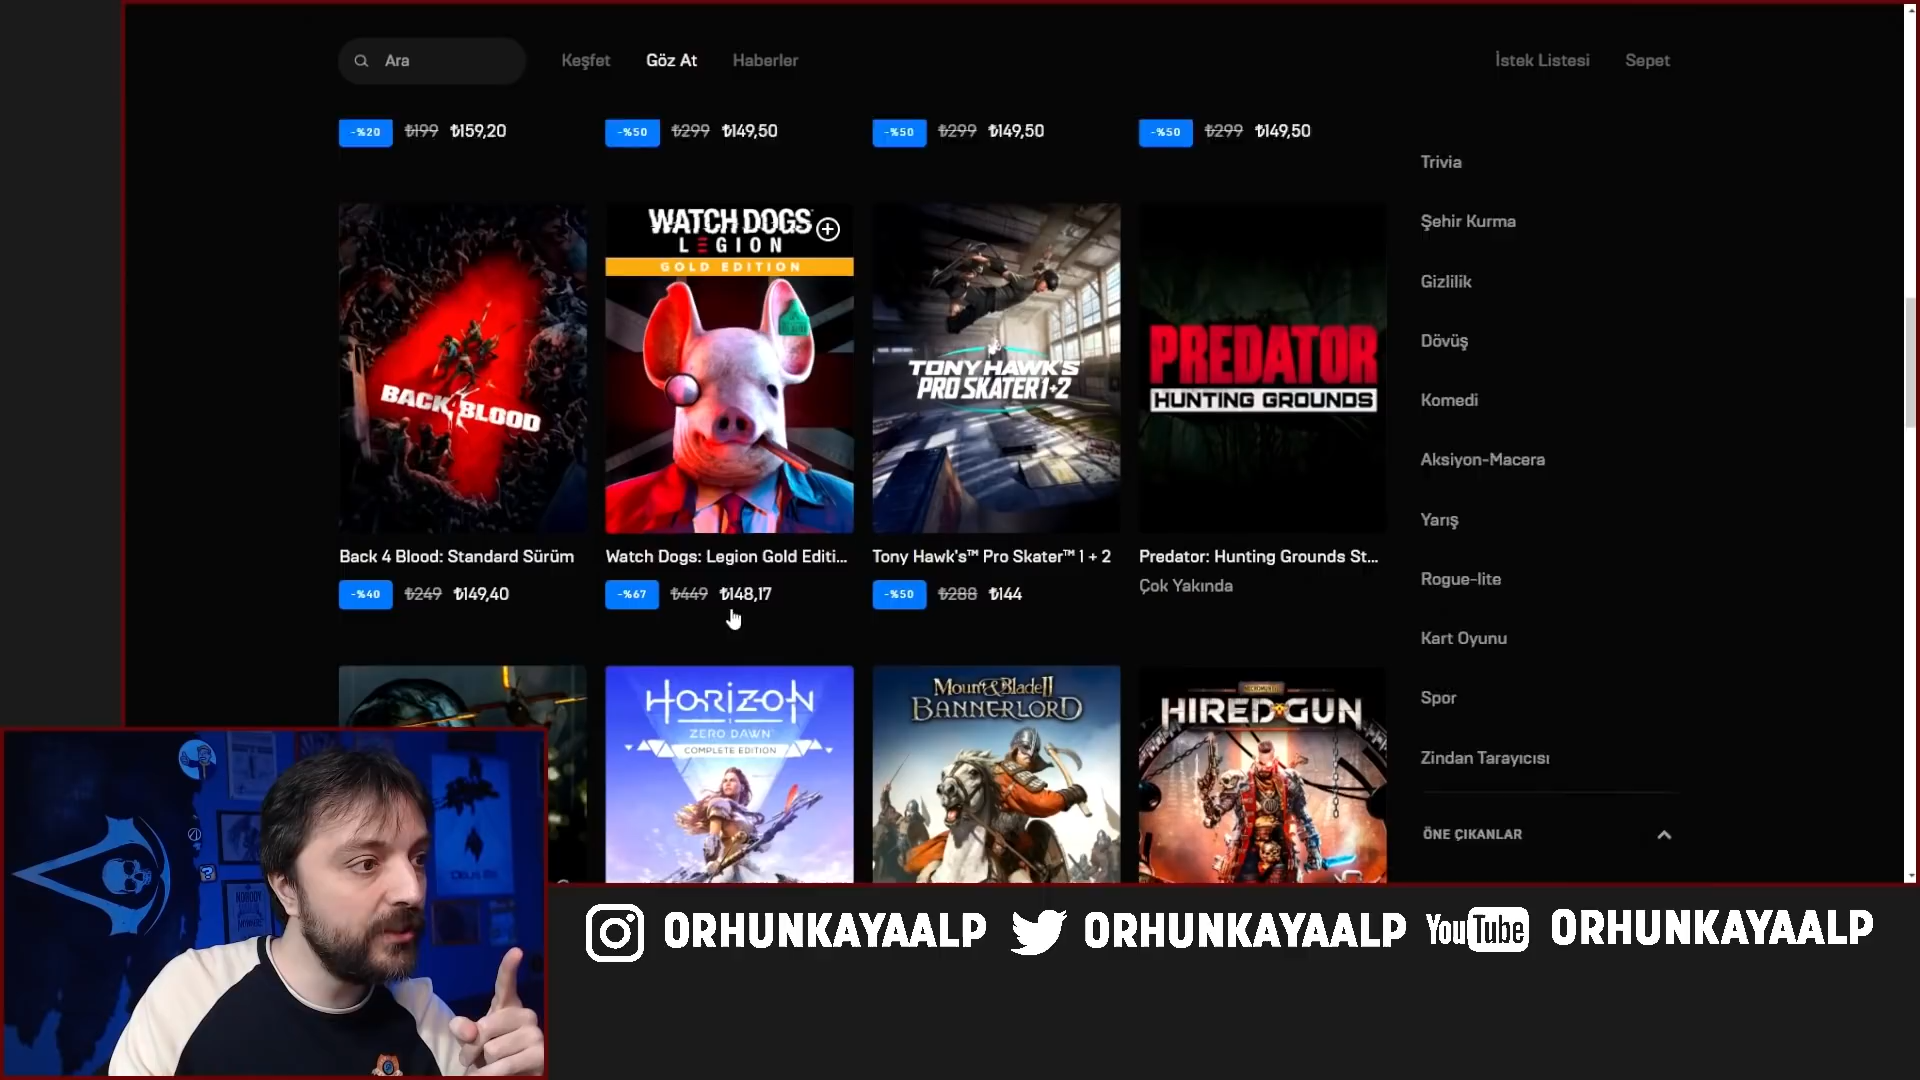 Ara
Keşfet
Göz At
Haberler
İstek Listesi
Sepet
-%20 ₺199 ₺159,20
-%50 ₺299 ₺149,50
-%50 ₺299 ₺149,50
-%50 ₺299 ₺149,50
BACK 4 BLOOD
WATCH DOGS
LEGION
GOLD EDITION
TONY HAWK'S
PRO SKATER 1+2
PREDATOR
HUNTING GROUNDS
Back 4 Blood: Standard Sürüm
-%40 ₺249 ₺149,40
Watch Dogs: Legion Gold Editi...
-%67 ₺449 ₺148,17
Tony Hawk's™ Pro Skater™ 1 + 2
-%50 ₺288 ₺144
Predator: Hunting Grounds St...
Çok Yakında
HORIZON
ZERO DAWN™
COMPLETE EDITION
Mount & Blade II
BANNERLORD
HIRED GUN
Trivia
Şehir Kurma
Gizlilik
Dövüş
Komedi
Aksiyon-Macera
Yarış
Rogue-lite
Kart Oyunu
Spor
Zindan Tarayıcısı
ÖNE ÇIKANLAR
ORHUNKAYAALP
ORHUNKAYAALP
YouTube ORHUNKAYAALP